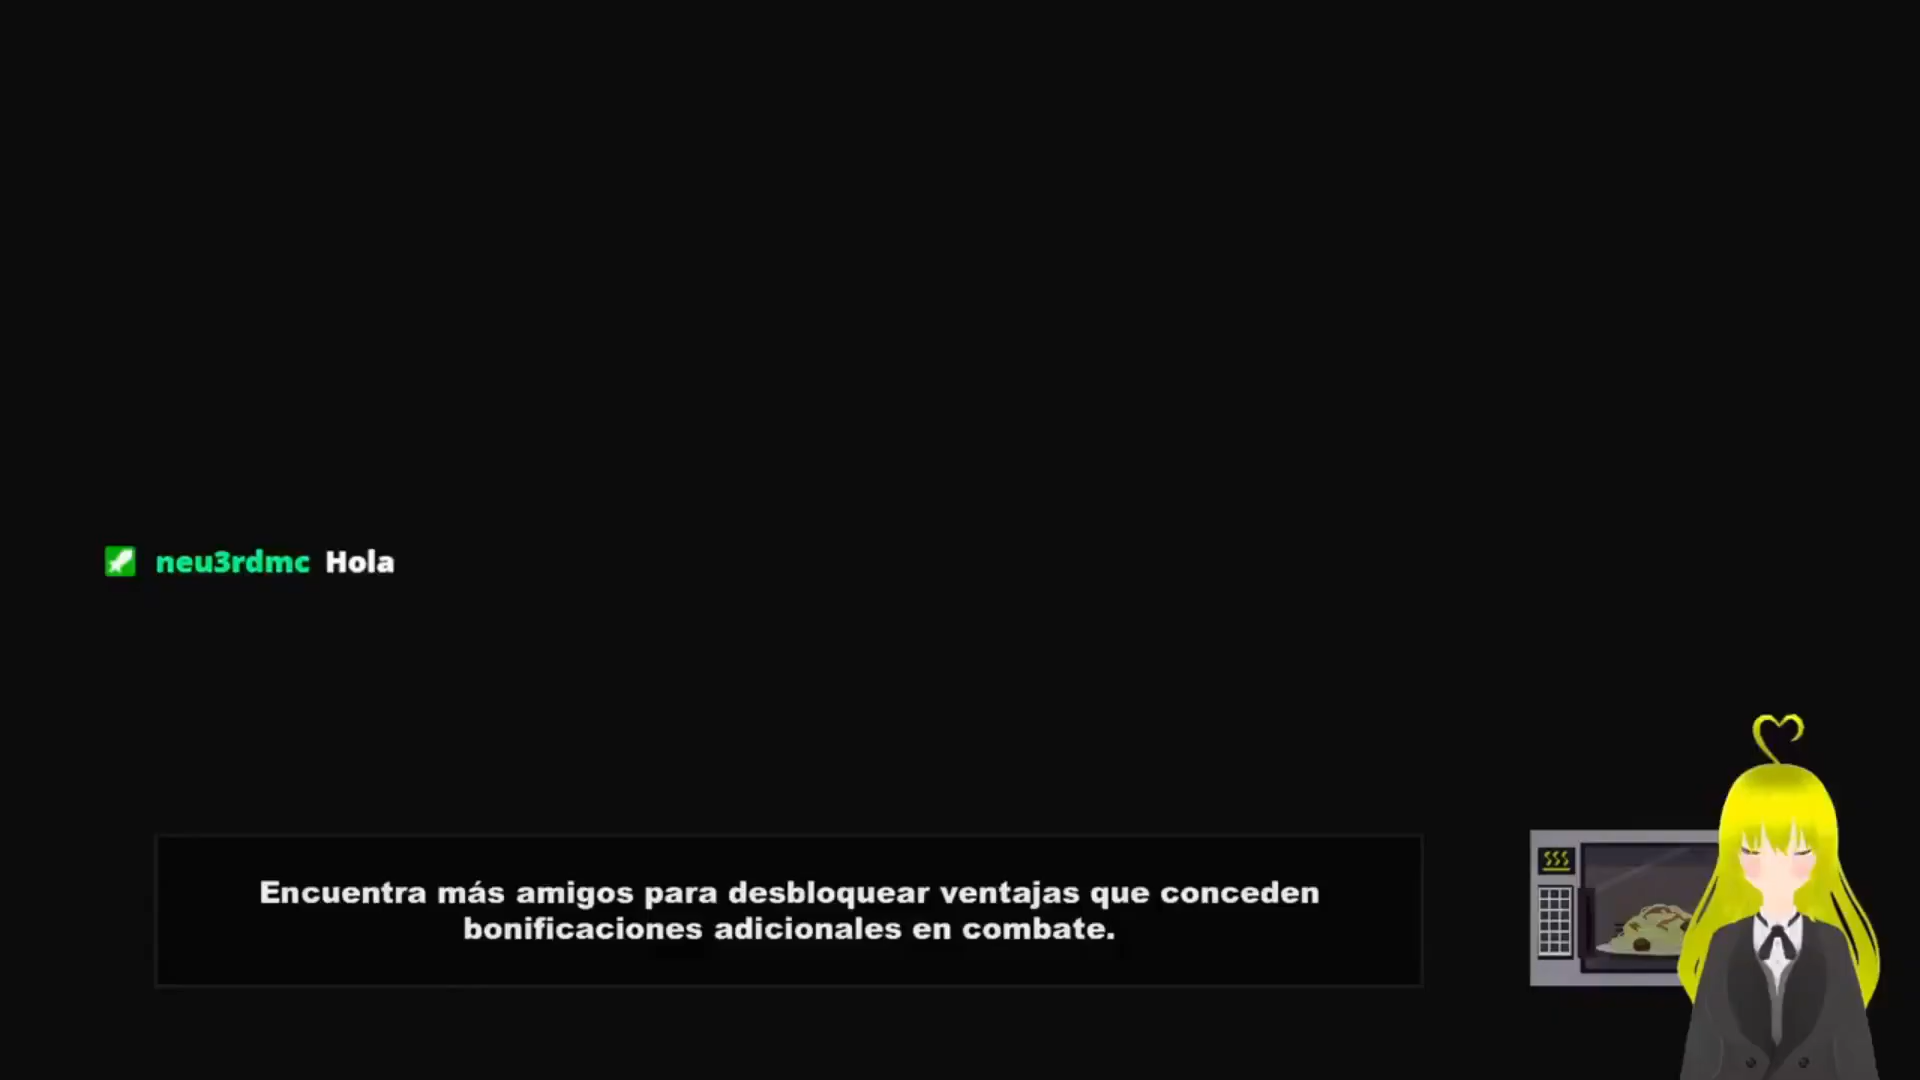 neu3rdmc Hola
Encuentra más amigos para desbloquear ventajas que conceden
bonificaciones adicionales en combate.